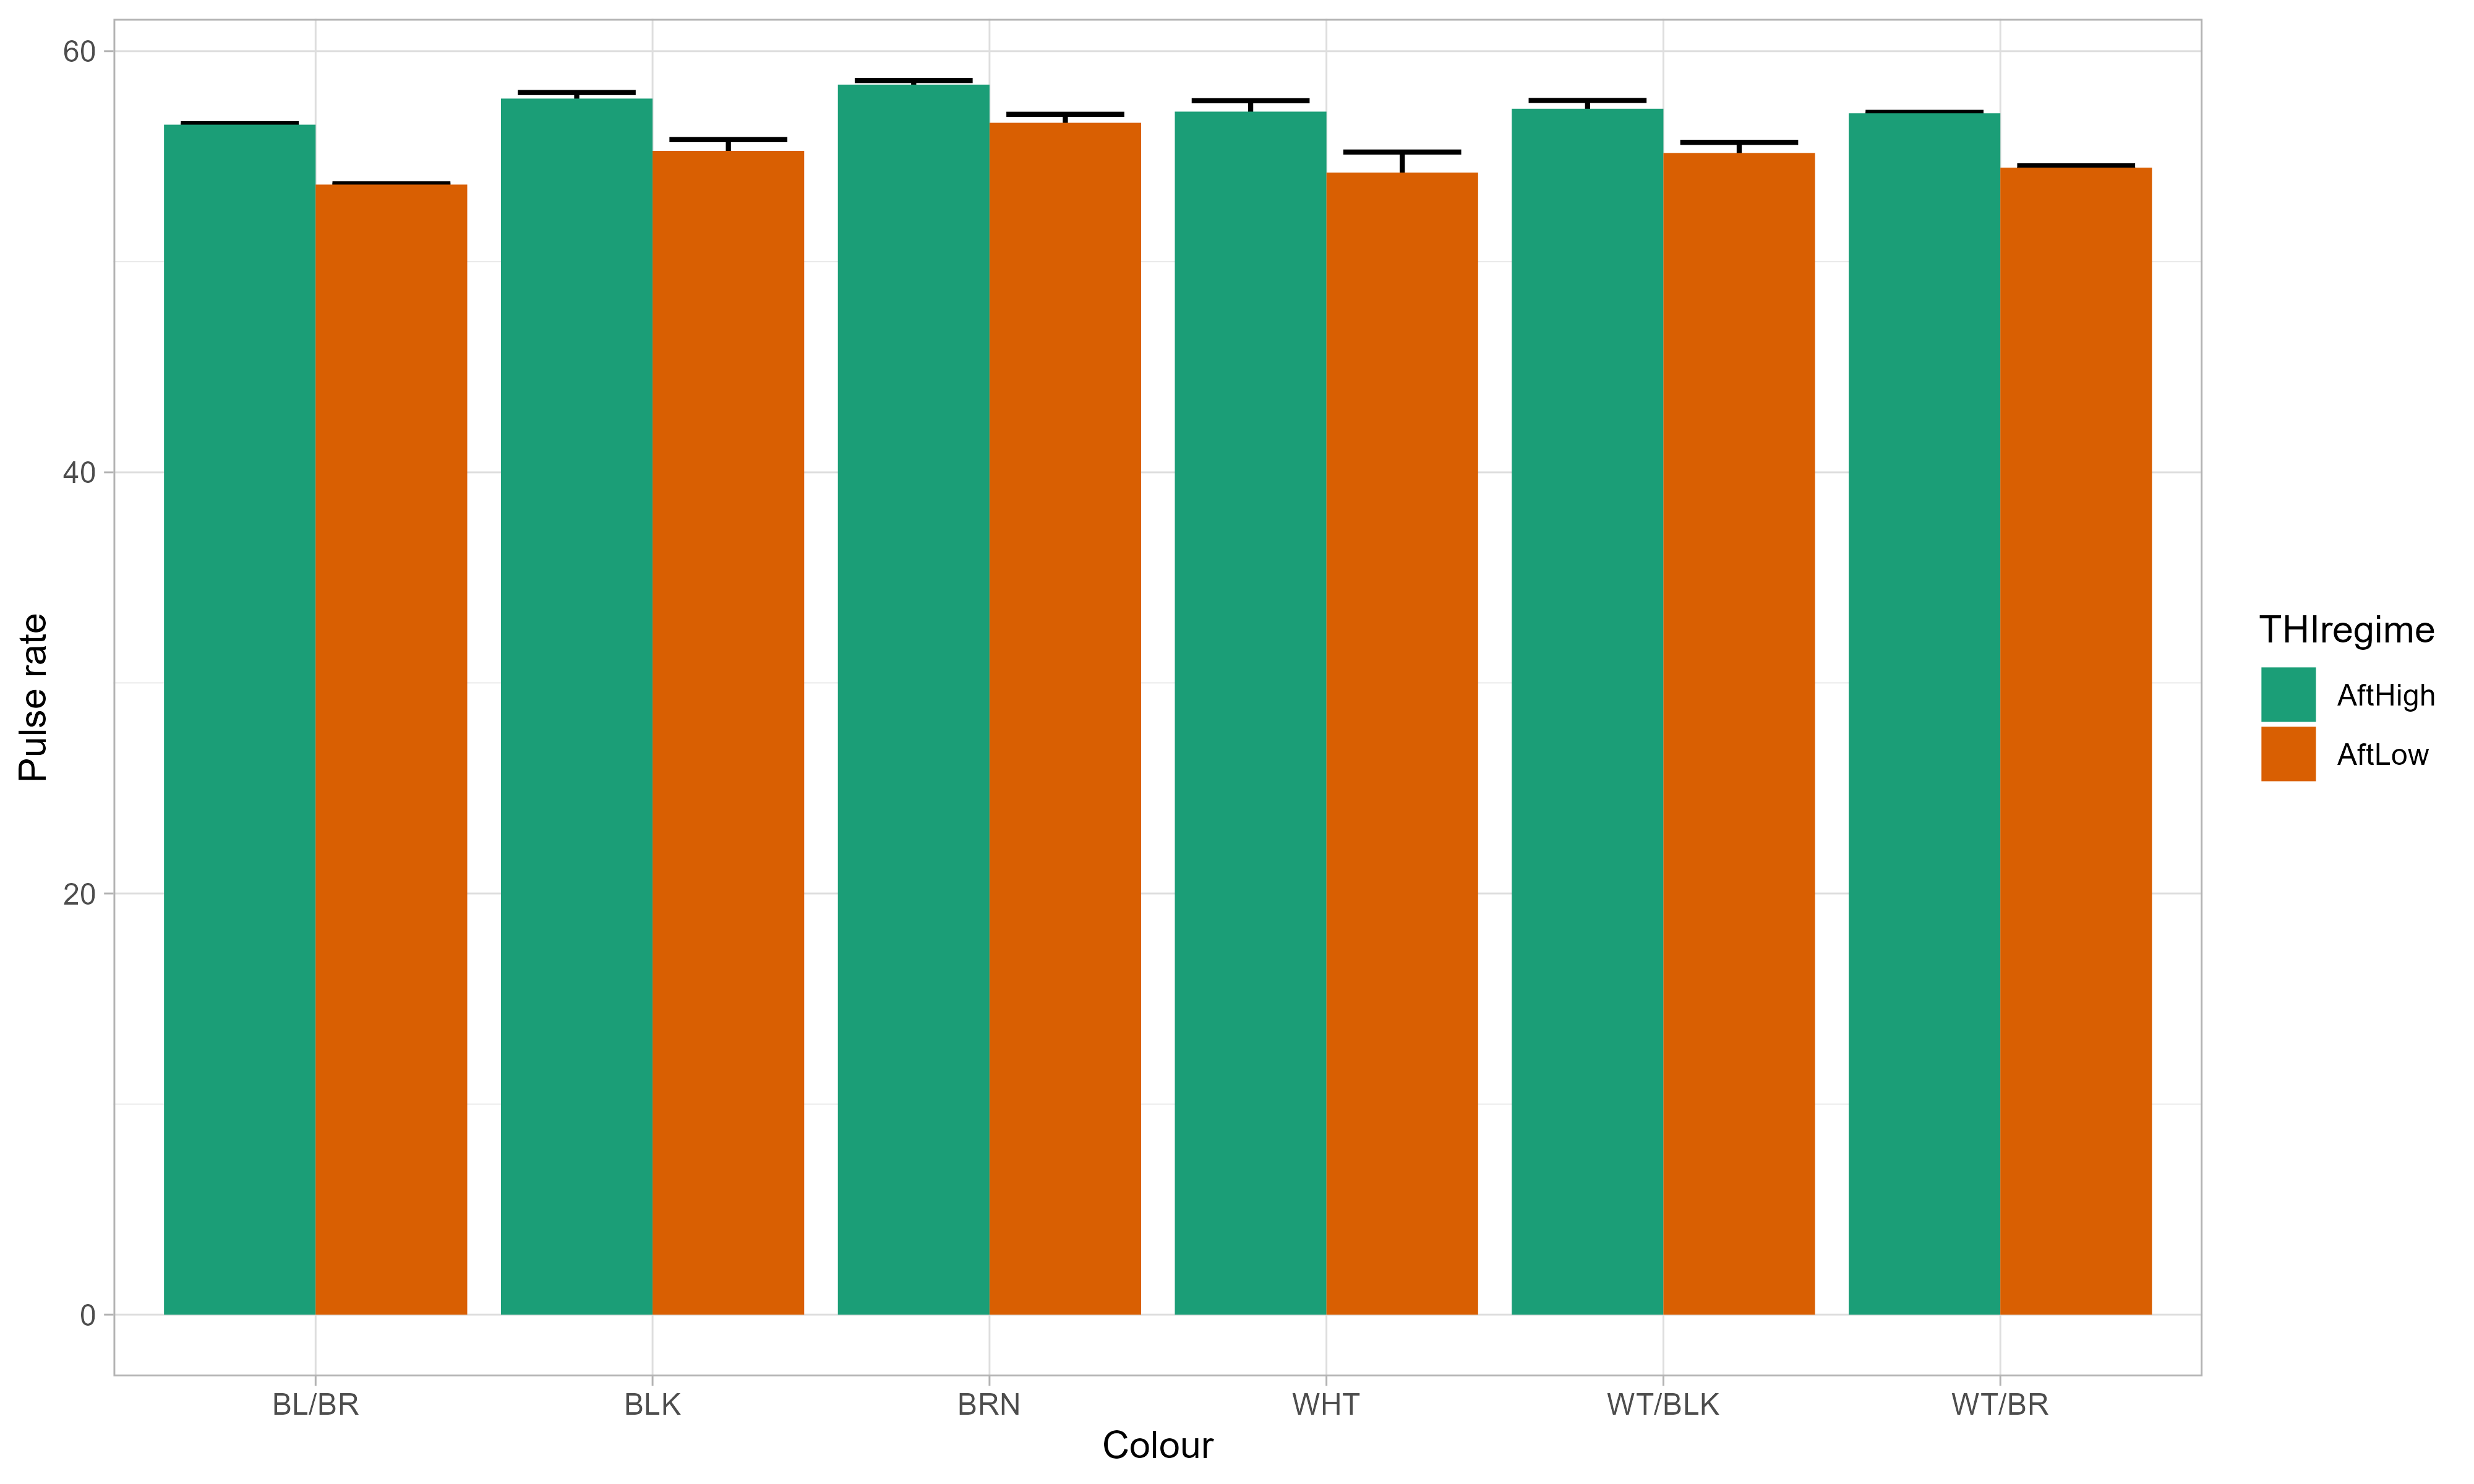 60
40
20
0
Pulse rate
BL/BR
BLK
BRN
WHT
WT/BLK
WT/BR
Colour
THIregime
AftHigh
AftLow